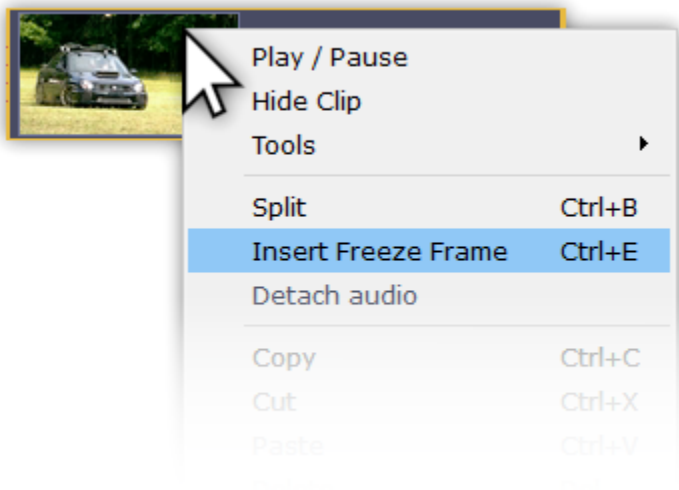 Play / Pause
Hide Clip
Tools
Split Ctrl+B
Insert Freeze Frame Ctrl+E
Detach audio
Copy Ctrl+C
Cut Ctrl+X
Paste Ctrl+V